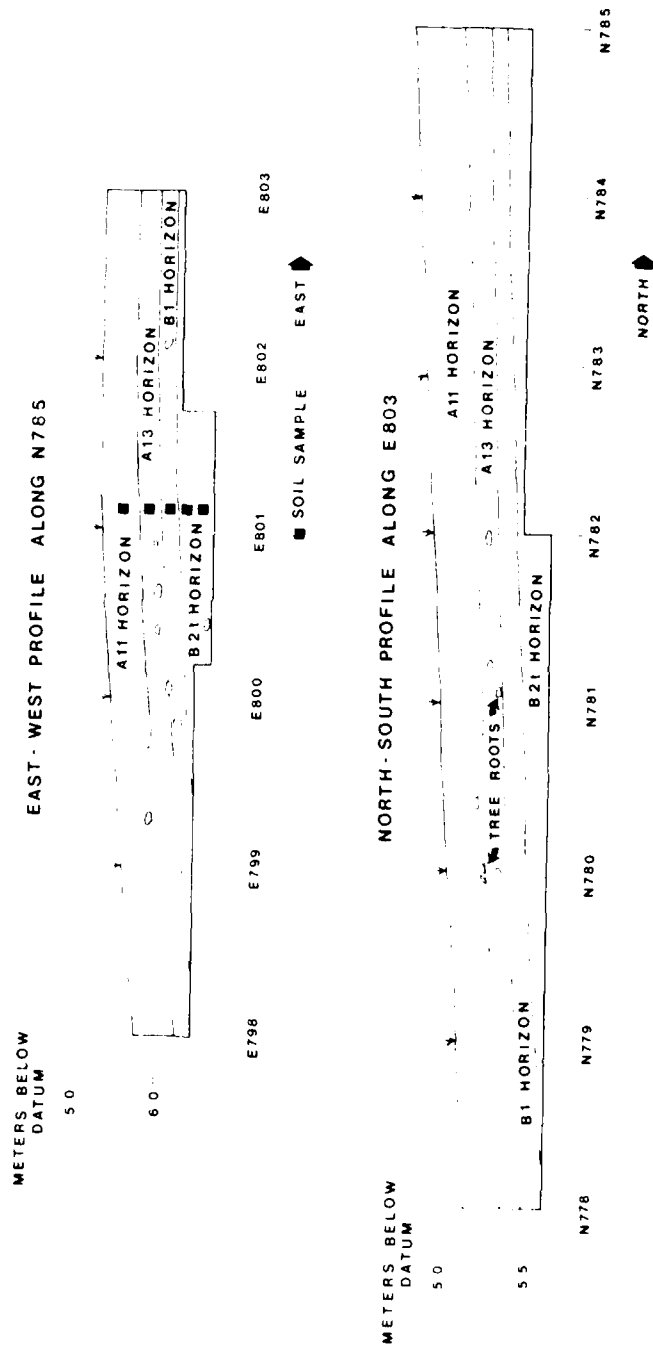 EAST-WEST PROFILE ALONG N785
METERS BELOW
DATUM
50
60
A11 HORIZON
A13 HORIZON
B1 HORIZON
B2t HORIZON
E798
E799
E800
E801
E802
E803
SOIL SAMPLE
EAST
NORTH-SOUTH PROFILE ALONG E803
METERS BELOW
DATUM
50
55
A11 HORIZON
A13 HORIZON
TREE ROOTS
B1 HORIZON
B2t HORIZON
N778
N779
N780
N781
N782
N783
N784
N785
NORTH